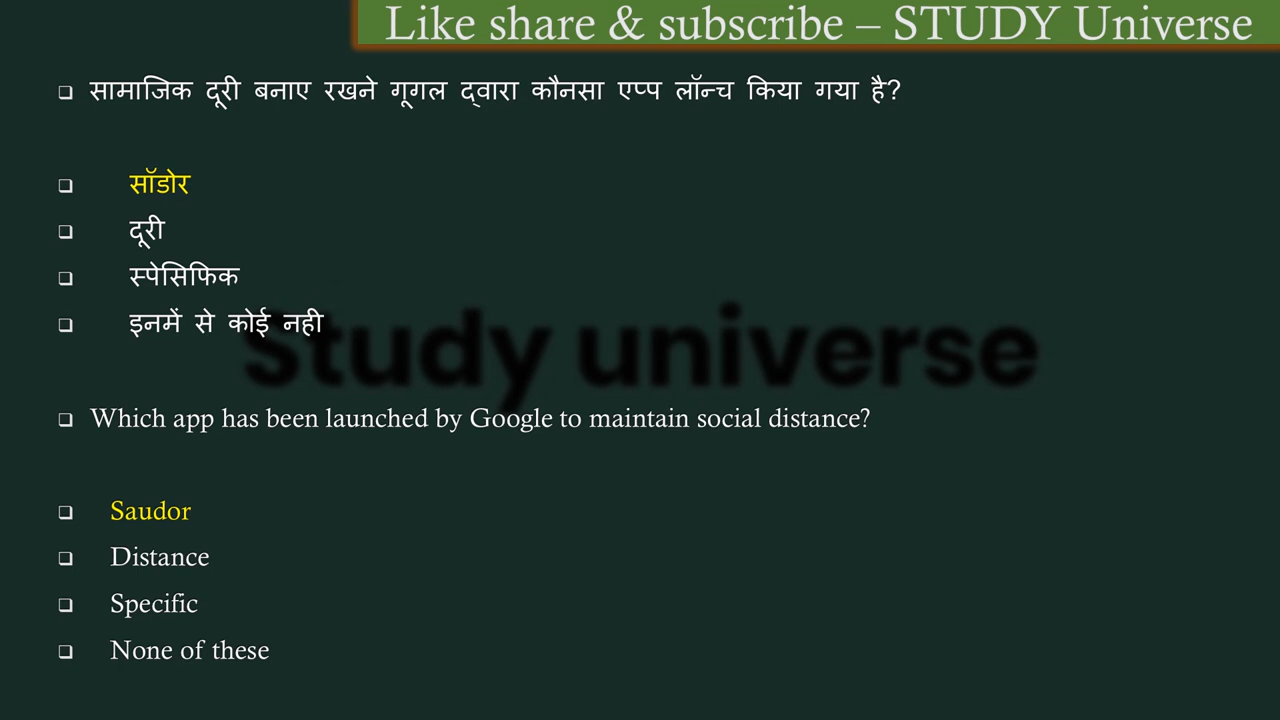 Like share & subscribe – STUDY Universe
सामाजिक दूरी बनाए रखने गूगल द्वारा कौनसा एप्प लॉन्च किया गया है?
सॉडोर
दूरी
स्पेसिफिक
इनमें से कोई नही
Study universe
Which app has been launched by Google to maintain social distance?
Saudor
Distance
Specific
None of these